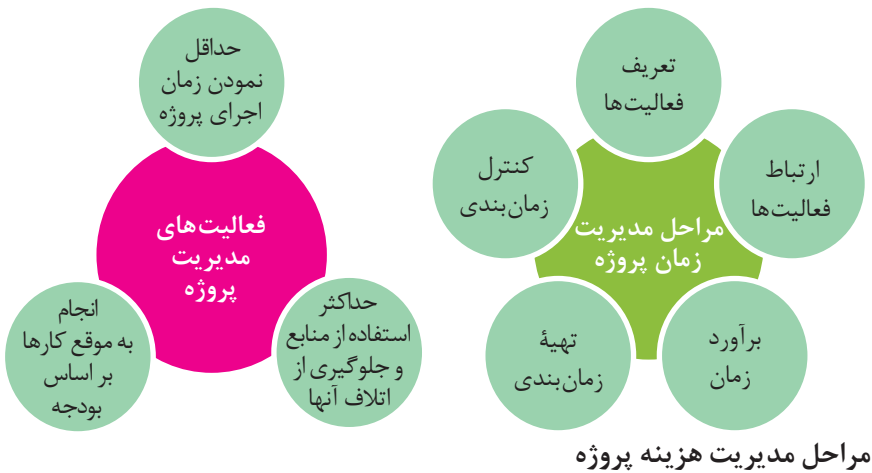 تعریف
فعالیت‌ها
ارتباط
فعالیت‌ها
برآورد
زمان
تهیهٔ
زمان‌بندی
کنترل
زمان‌بندی
مراحل مدیریت
زمان پروژه
حداقل
نمودن زمان
اجرای پروژه
حداکثر
استفاده از منابع
و جلوگیری از
اتلاف آنها
انجام
به موقع کارها
بر اساس
بودجه
فعالیت‌های
مدیریت
پروژه
مراحل مدیریت هزینه پروژه